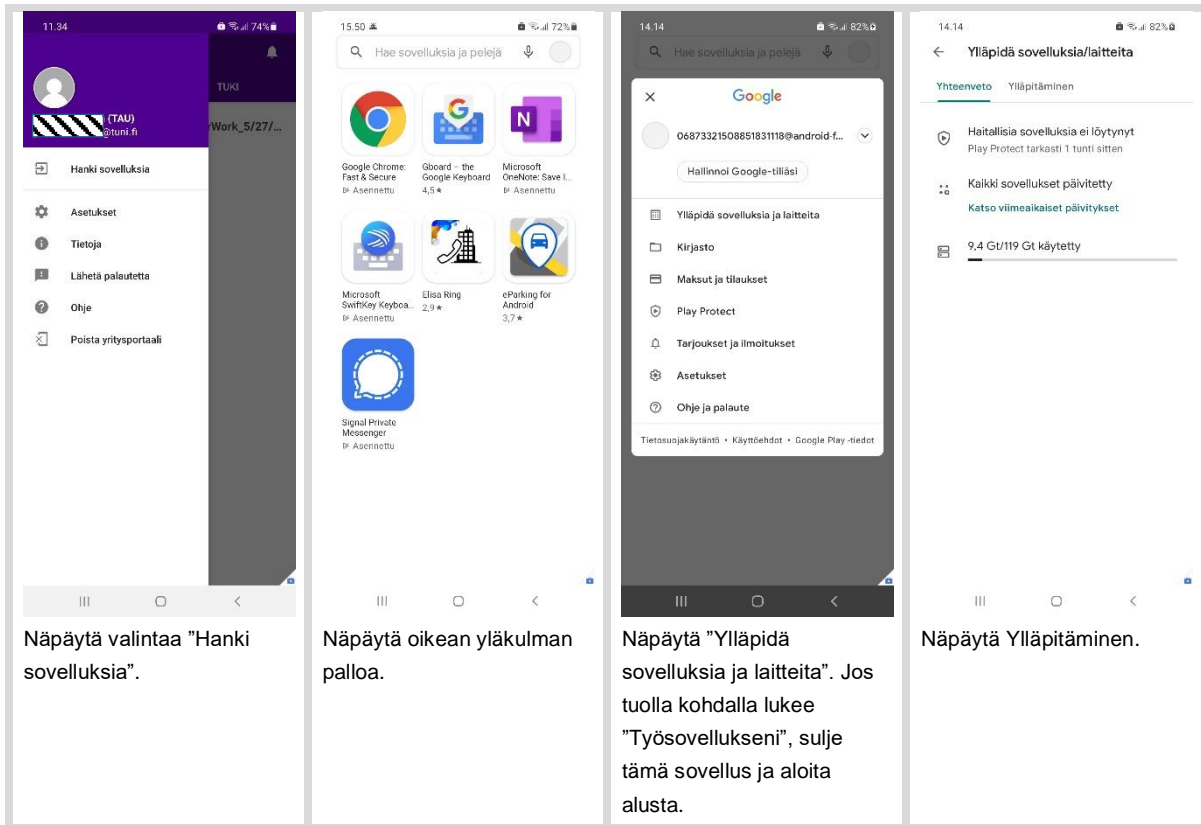 11.34
74%
TUKI
(TAU)
@tuni.fi
rWork_5/27/...
Hanki sovelluksia
Asetukset
Tietoja
Lähetä palautetta
Ohje
Poista yritysportaali
Näpäytä valintaa ”Hanki
sovelluksia”.
15.50
72%
Hae sovelluksia ja pelejä
Google Chrome:
Fast & Secure
Asennettu
Gboard – the
Google Keyboard
4,5 ★
Microsoft
OneNote: Save I...
Asennettu
Microsoft
SwiftKey Keyboa...
Asennettu
Elisa Ring
2,9 ★
eParking for
Android
3,7 ★
Signal Private
Messenger
Asennettu
Näpäytä oikean yläkulman
palloa.
14.14
82%
Hae sovelluksia ja pelejä
Google
06873321508851831118@android-f...
Hallinnoi Google-tiliäsi
Ylläpidä sovelluksia ja laitteita
Kirjasto
Maksut ja tilaukset
Play Protect
Tarjoukset ja ilmoitukset
Asetukset
Ohje ja palaute
Tietosuojakäytäntö • Käyttöehdot • Google Play -tiedot
Näpäytä ”Ylläpidä
sovelluksia ja laitteita”. Jos
tuolla kohdalla lukee
”Työsovellukseni”, sulje
tämä sovellus ja aloita
alusta.
14.14
82%
Ylläpidä sovelluksia/laitteita
Yhteenveto Ylläpitäminen
Haitallisia sovelluksia ei löytynyt
Play Protect tarkasti 1 tunti sitten
Kaikki sovellukset päivitetty
Katso viimeaikaiset päivitykset
9,4 Gt/119 Gt käytetty
Näpäytä Ylläpitäminen.